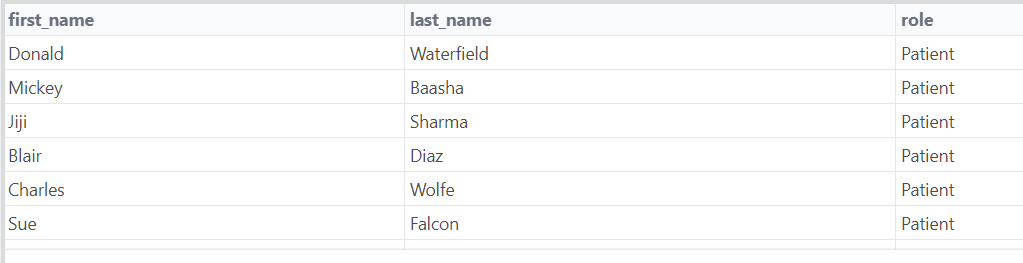 first_name last_name role
Donald Waterfield Patient
Mickey Baasha Patient
Jiji Sharma Patient
Blair Diaz Patient
Charles Wolfe Patient
Sue Falcon Patient